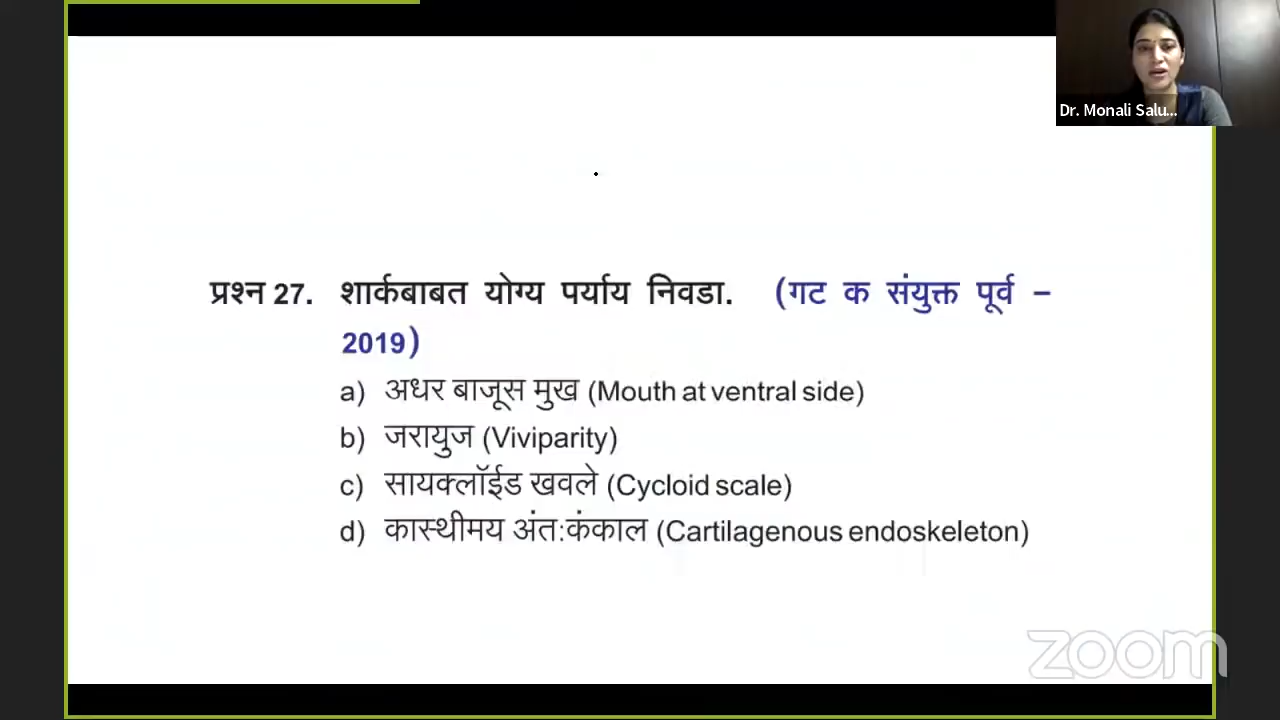 Dr. Monali Salu...
प्रश्न 27. शार्कबाबत योग्य पर्याय निवडा. (गट क संयुक्त पूर्व –
2019)
a) अधर बाजूस मुख (Mouth at ventral side)
b) जरायुज (Viviparity)
c) सायक्लॉईड खवले (Cycloid scale)
d) कास्थीमय अंतःकंकाल (Cartilagenous endoskeleton)
zoom